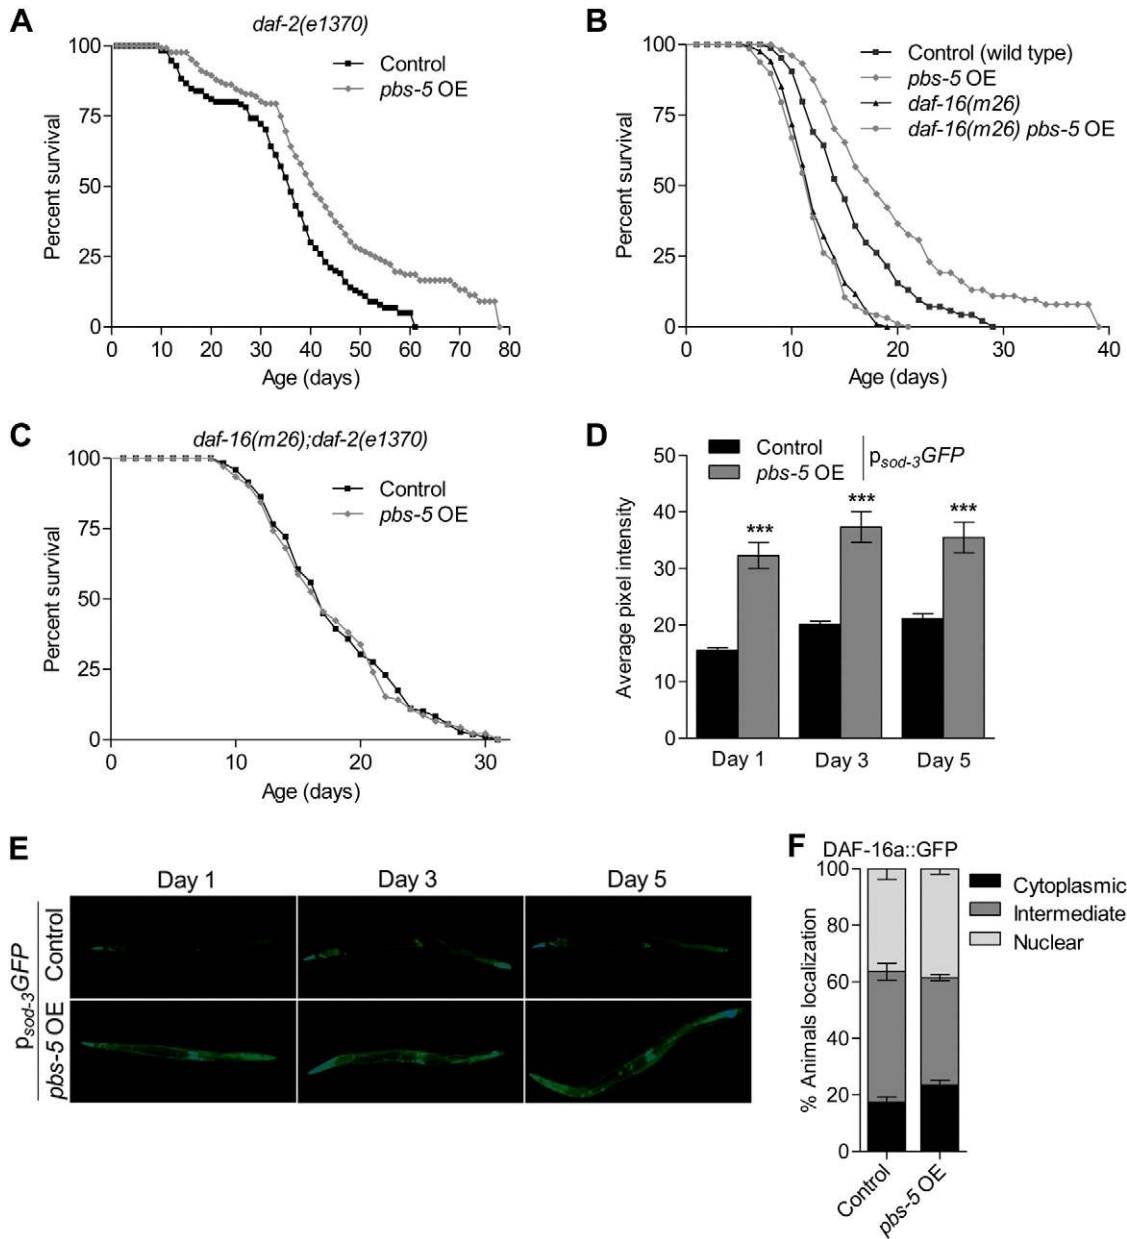 A
daf-2(e1370)
100
75
50
25
0
Percent survival
0 10 20 30 40 50 60 70 80
Age (days)
Control
pbs-5 OE
B
100
75
50
25
0
Percent survival
0 10 20 30 40
Age (days)
Control (wild type)
pbs-5 OE
daf-16(m26)
daf-16(m26) pbs-5 OE
C
daf-16(m26);daf-2(e1370)
100
75
50
25
0
Percent survival
0 10 20 30
Age (days)
Control
pbs-5 OE
D
Control
pbs-5 OE
psod-3GFP
50
40
30
20
10
0
Average pixel intensity
*** *** ***
Day 1 Day 3 Day 5
E
Day 1 Day 3 Day 5
psod-3GFP
Control
pbs-5 OE
F
DAF-16a::GFP
100
80
60
40
20
0
% Animals localization
Cytoplasmic
Intermediate
Nuclear
Control
pbs-5 OE